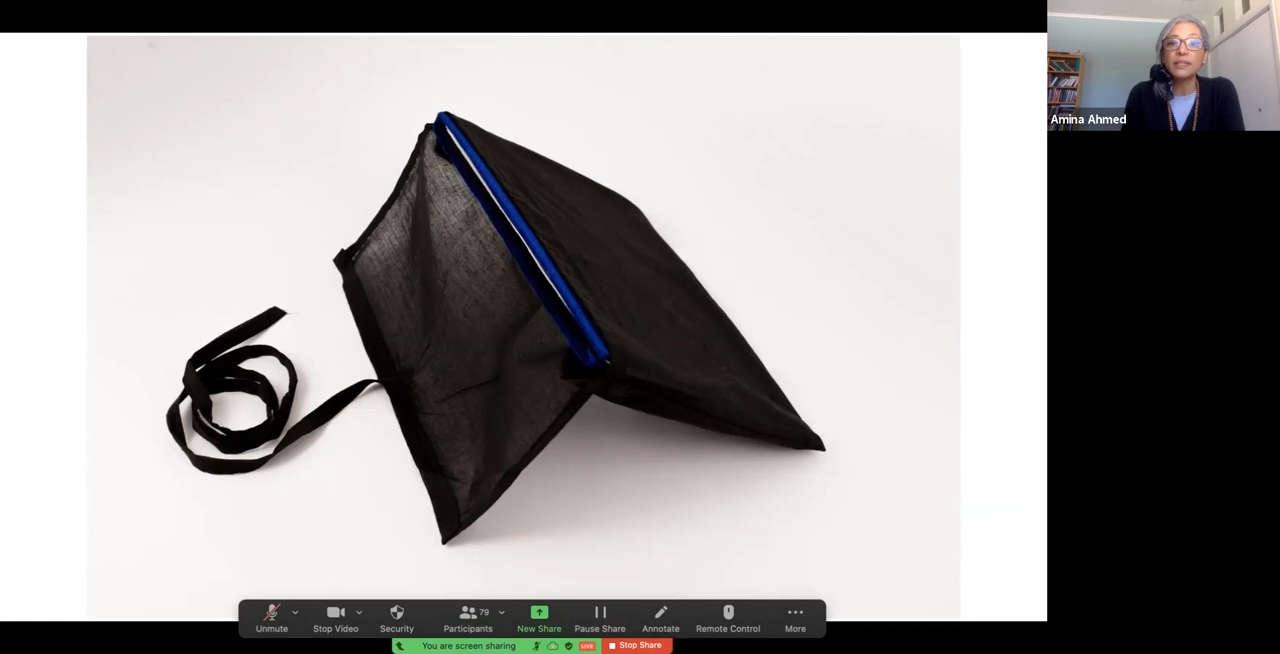 Amina Ahmed
79
Unmute
Stop Video
Security
Participants
New Share
Pause Share
Annotate
Remote Control
More
You are screen sharing
LIVE
Stop Share